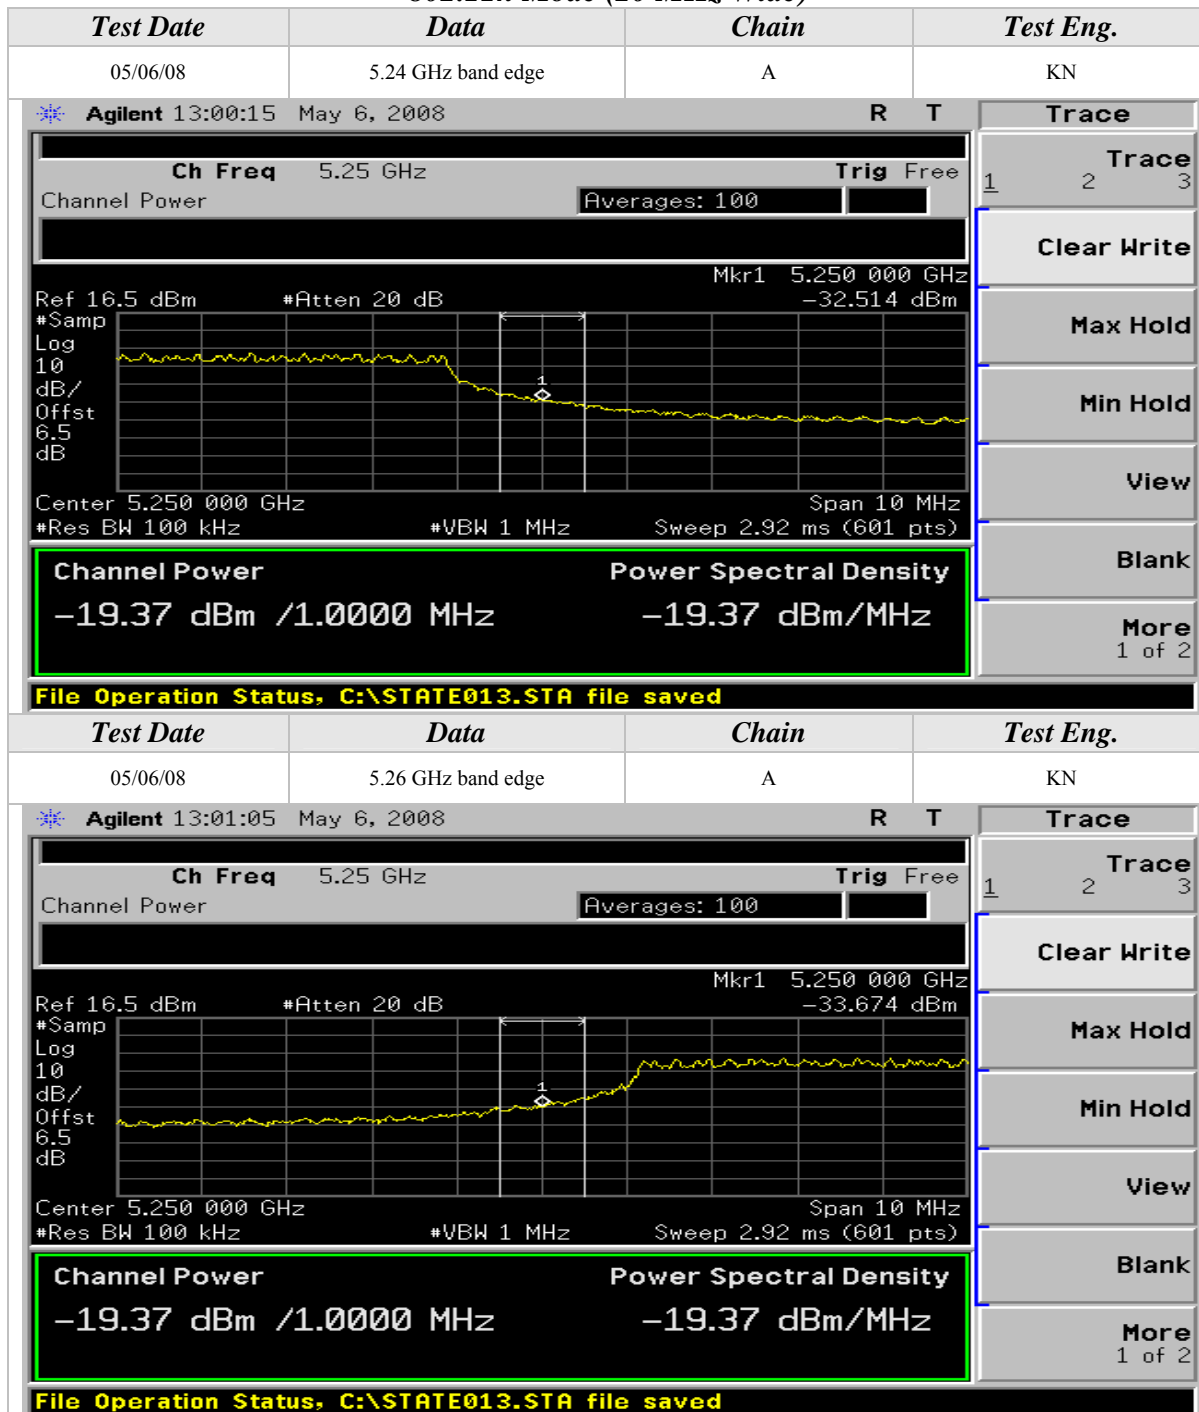 Test Date Data Chain Test Eng.
05/06/08 5.24 GHz band edge A KN
Agilent 13:00:15 May 6, 2008 R T Trace
Ch Freq 5.25 GHz Trig Free
Trace
1 2 3
Channel Power Averages: 100
Clear Write
Mkr1 5.250 000 GHz
Ref 16.5 dBm #Atten 20 dB -32.514 dBm
#Samp
Log
10
dB/
Offst
6.5
dB
1
Max Hold
Min Hold
View
Center 5.250 000 GHz Span 10 MHz
#Res BW 100 kHz #VBW 1 MHz Sweep 2.92 ms (601 pts)
Blank
Channel Power Power Spectral Density
-19.37 dBm /1.0000 MHz -19.37 dBm/MHz
More
1 of 2
File Operation Status, C:\STATE013.STA file saved
Test Date Data Chain Test Eng.
05/06/08 5.26 GHz band edge A KN
Agilent 13:01:05 May 6, 2008 R T Trace
Ch Freq 5.25 GHz Trig Free
Trace
1 2 3
Channel Power Averages: 100
Clear Write
Mkr1 5.250 000 GHz
Ref 16.5 dBm #Atten 20 dB -33.674 dBm
#Samp
Log
10
dB/
Offst
6.5
dB
1
Max Hold
Min Hold
View
Center 5.250 000 GHz Span 10 MHz
#Res BW 100 kHz #VBW 1 MHz Sweep 2.92 ms (601 pts)
Blank
Channel Power Power Spectral Density
-19.37 dBm /1.0000 MHz -19.37 dBm/MHz
More
1 of 2
File Operation Status, C:\STATE013.STA file saved